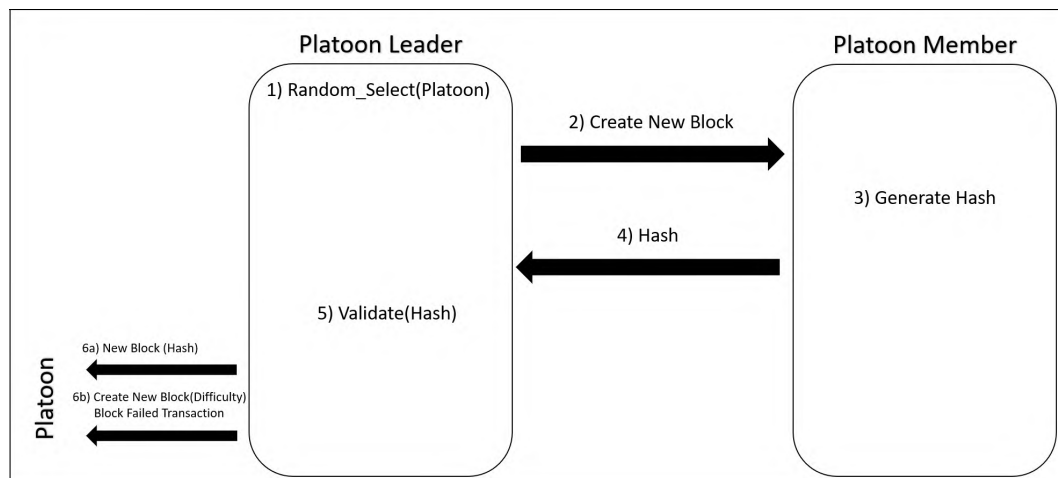 Platoon Leader
Platoon Member
1) Random_Select(Platoon)
2) Create New Block
3) Generate Hash
4) Hash
5) Validate(Hash)
6a) New Block (Hash)
6b) Create New Block(Difficulty)
Block Failed Transaction
Platoon